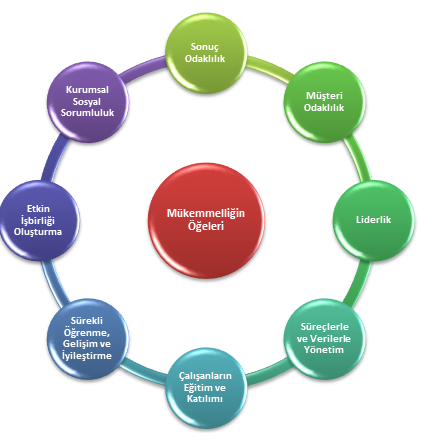 Sonuç
Odaklılık
Müşteri
Odaklılık
Liderlik
Süreçlerle
ve Verilerle
Yönetim
Çalışanların
Eğitim ve
Katılımı
Sürekli
Öğrenme,
Gelişim ve
İyileştirme
Etkin
İşbirliği
Oluşturma
Kurumsal
Sosyal
Sorumluluk
Mükemmelliğin
Öğeleri